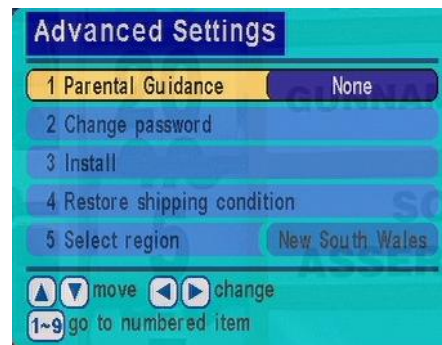 Advanced Settings
1 Parental Guidance None
2 Change password
3 Install
4 Restore shipping condition
5 Select region New South Wales
move change
1~9 go to numbered item